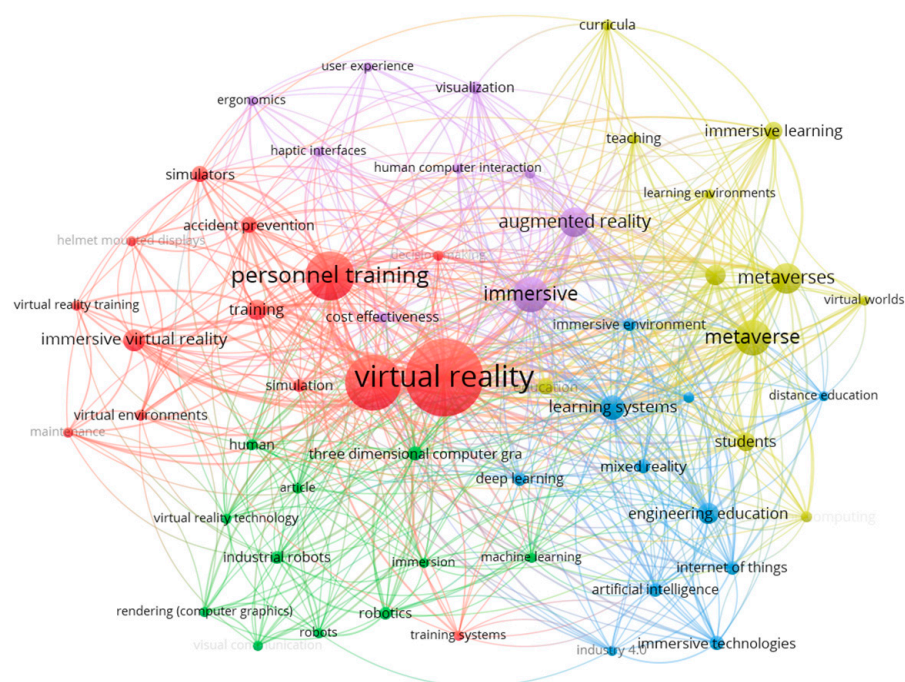 curricula
user experience
visualization
ergonomics
immersive learning
teaching
haptic interfaces
human computer interaction
simulators
learning environments
accident prevention
augmented reality
helmet mounted displays
decision making
personnel training
metaverses
immersive
virtual worlds
virtual reality training
training
cost effectiveness
immersive environment
immersive virtual reality
metaverse
virtual reality
simulation
education
distance education
learning systems
virtual environments
maintenance
human
students
three dimensional computer gra
mixed reality
deep learning
article
virtual reality technology
engineering education
computing
industrial robots
immersion
machine learning
internet of things
artificial intelligence
rendering (computer graphics)
robotics
robots
training systems
visual communication
industry 4.0
immersive technologies